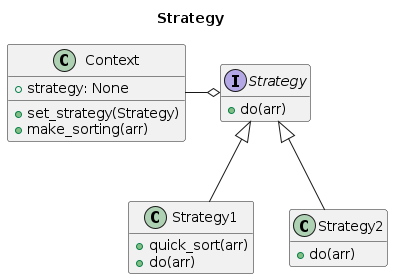 Strategy
C Context
strategy: None
set_strategy(Strategy)
make_sorting(arr)
I Strategy
do(arr)
C Strategy1
quick_sort(arr)
do(arr)
C Strategy2
do(arr)